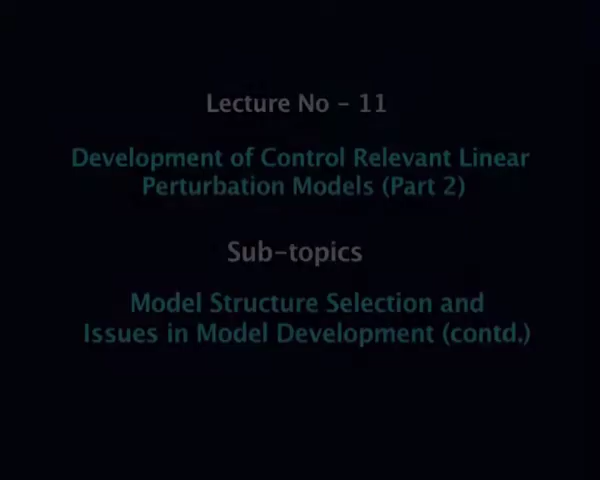 Lecture No - 11
Development of Control Relevant Linear
Perturbation Models (Part 2)
Sub-topics
Model Structure Selection and
Issues in Model Development (contd.)